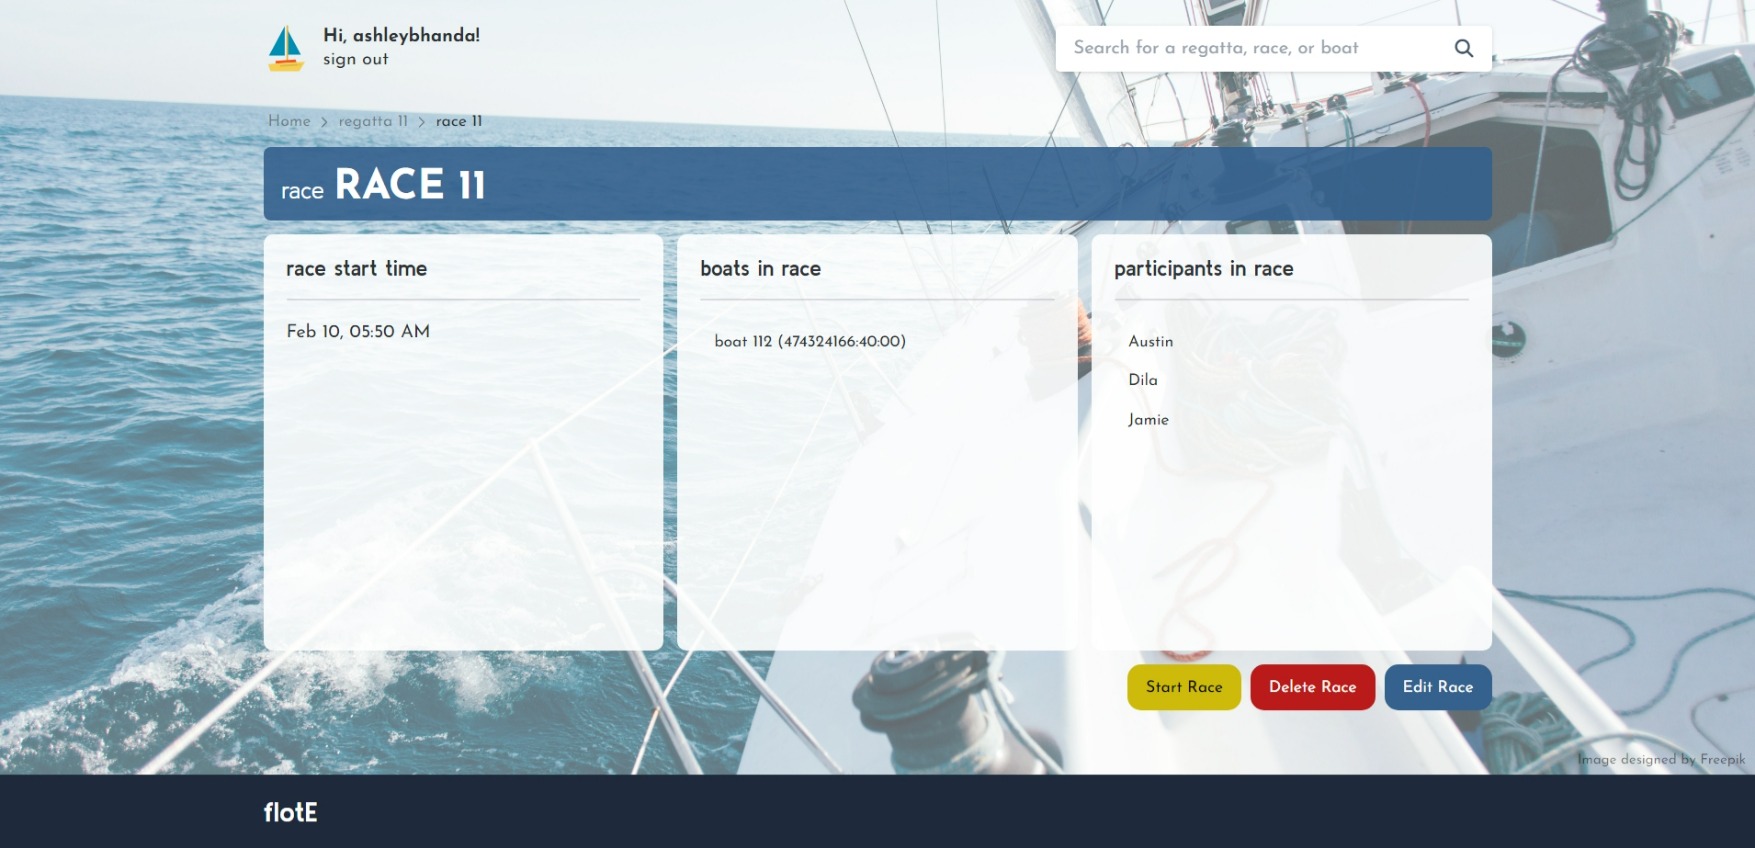 Hi, ashleybhanda!
sign out
Search for a regatta, race, or boat
Home > regatta 11 > race 11
race RACE 11
race start time
Feb 10, 05:50 AM
boats in race
boat 112 (474324166:40:00)
participants in race
Austin
Dila
Jamie
Start Race
Delete Race
Edit Race
Image designed by Freepik
flotE